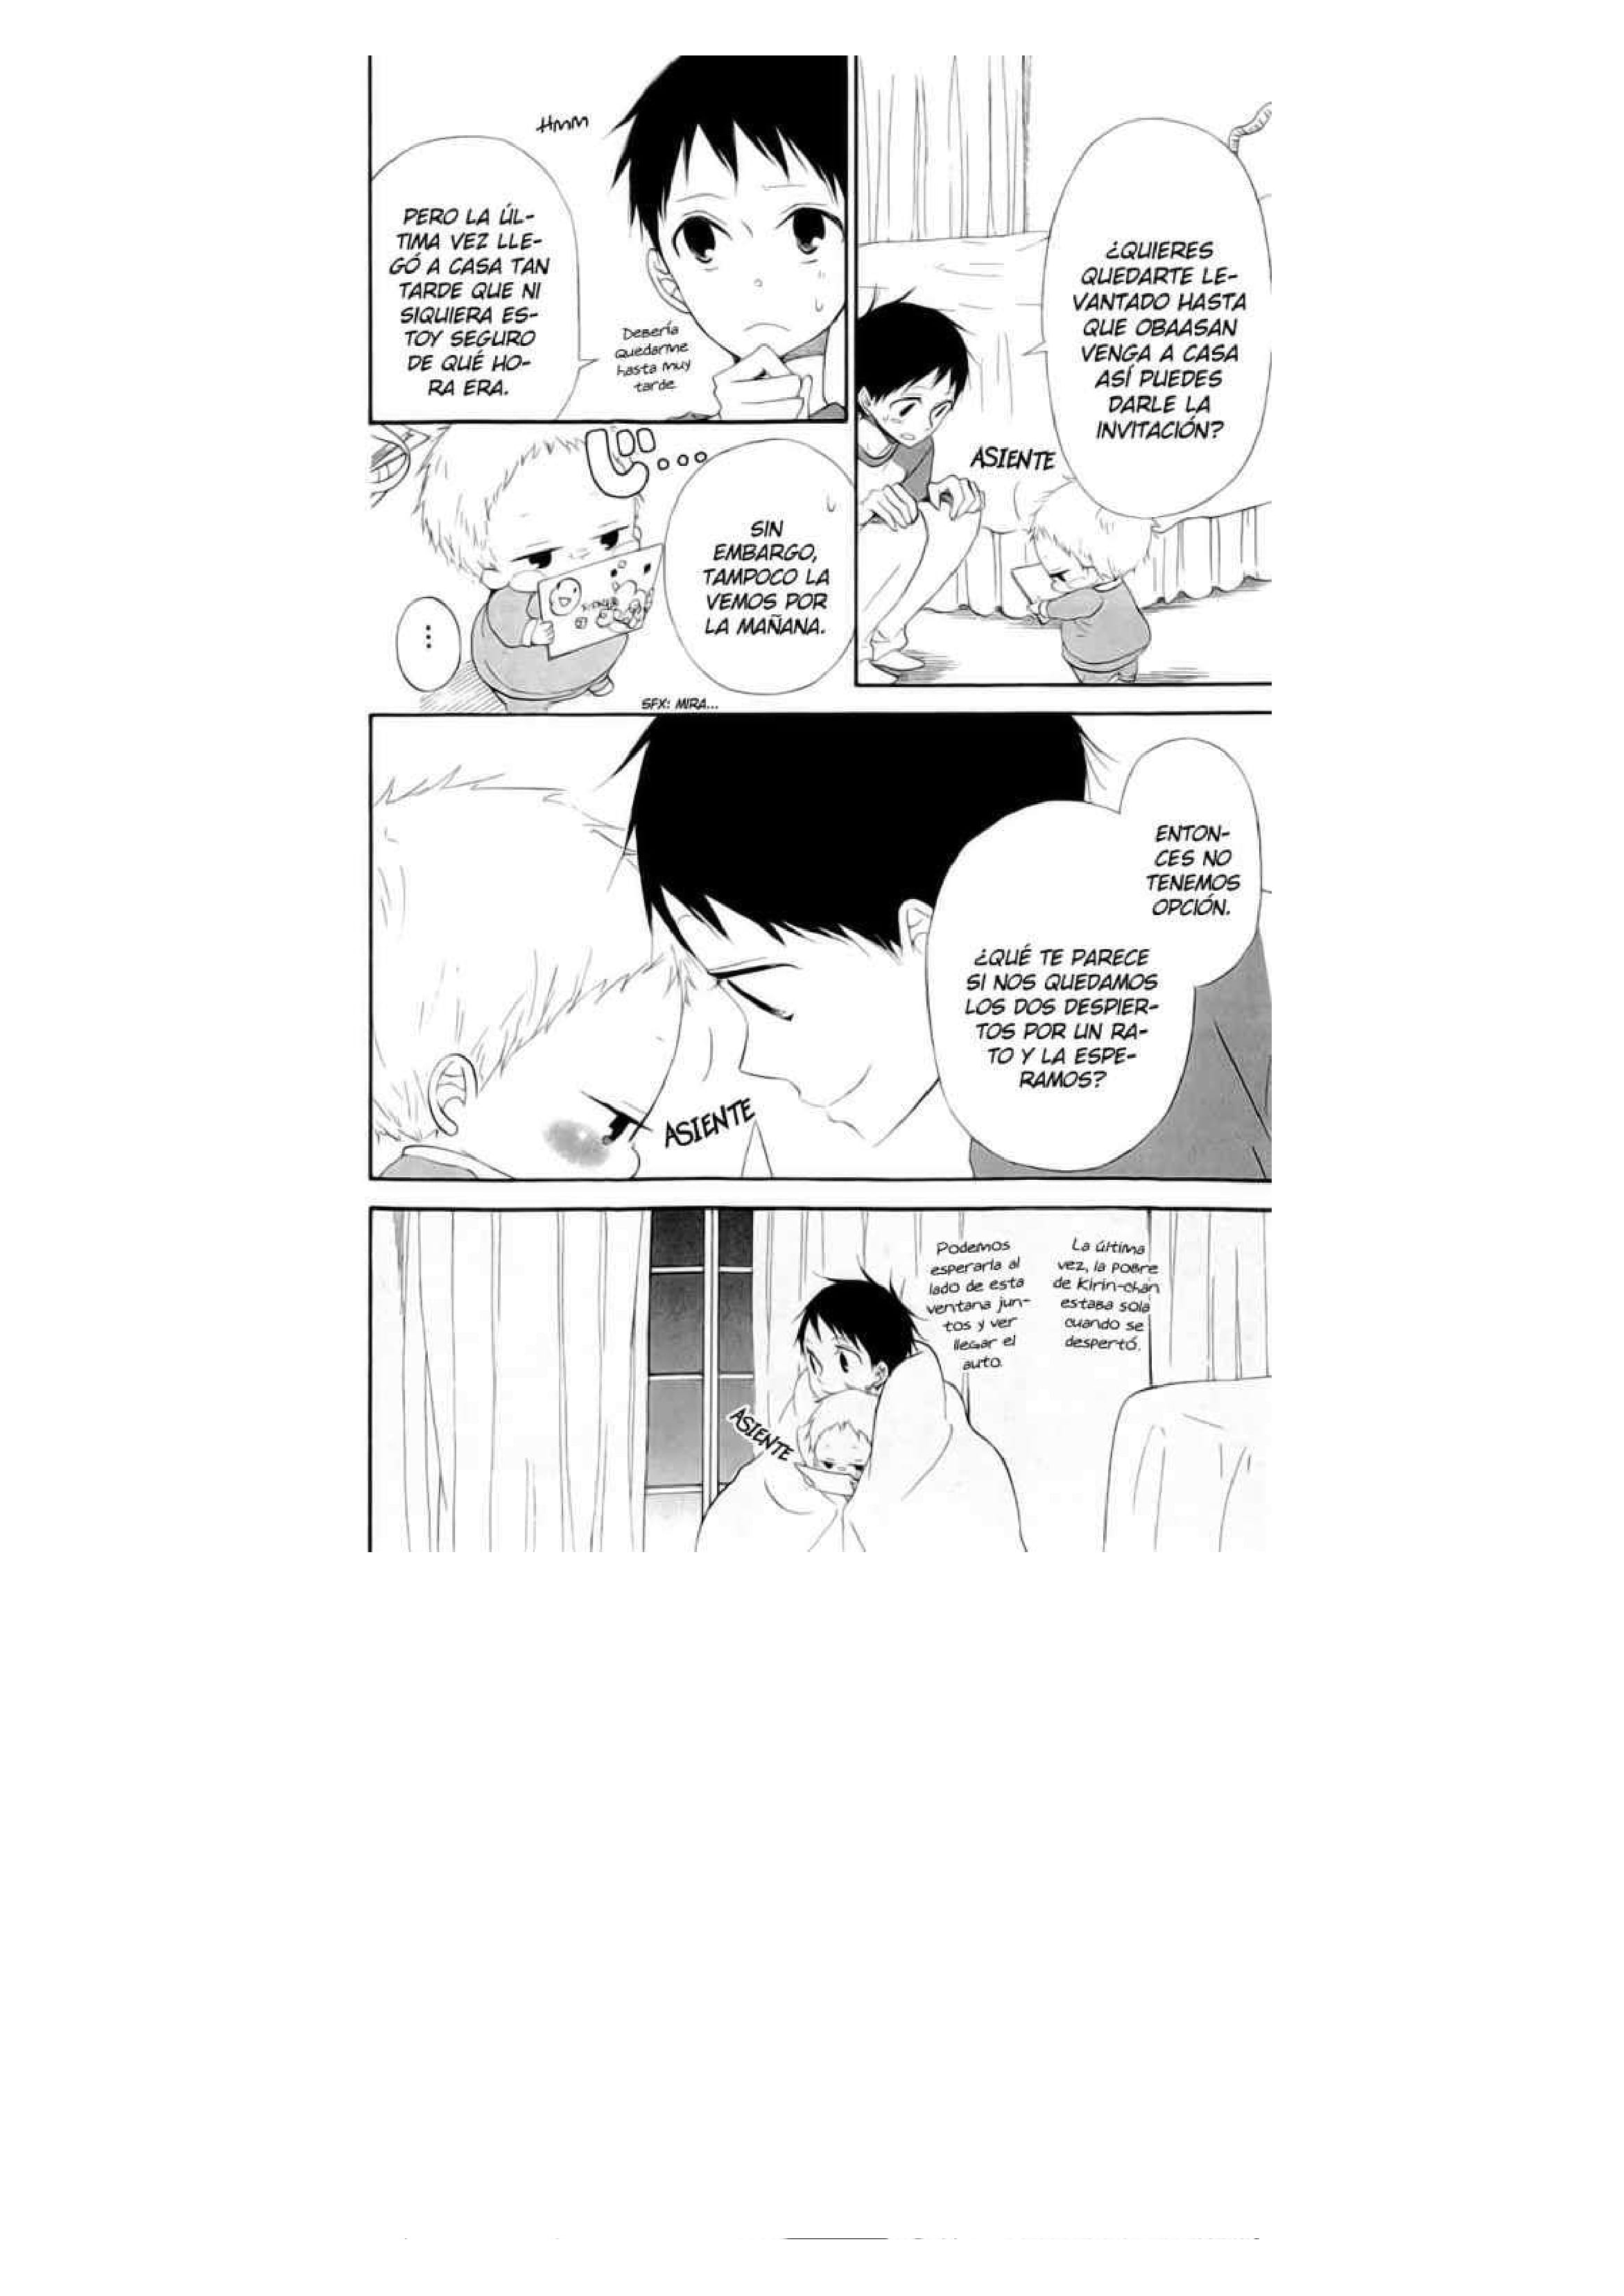 ¿QUIERES
QUEDARTE LE-
VANTADO HASTA
QUE OBAASAN
VENGA A CASA
ASÍ PUEDES
DARLE LA
INVITACIÓN?
ASIENTE
HMM
PERO LA ÚL-
TIMA VEZ LLE-
GÓ A CASA TAN
TARDE QUE NI
SIQUIERA ES-
TOY SEGURO
DE QUÉ HO-
RA ERA.
Debería
quedarme
hasta muy
tarde
じ...
SIN
EMBARGO,
TAMPOCO LA
VEMOS POR
LA MAÑANA.
...
SFX: MIRA...
ENTON-
CES NO
TENEMOS
OPCIÓN.
¿QUÉ TE PARECE
SI NOS QUEDAMOS
LOS DOS DESPIER-
TOS POR UN RA-
TO Y LA ESPE-
RAMOS?
ASIENTE
La última
vez, la pobre
de Kirin-chan
estaba sola
cuando se
despertó.
Podemos
esperarla al
lado de esta
ventana jun-
tos y ver
llegar el
auto.
ASIENTE